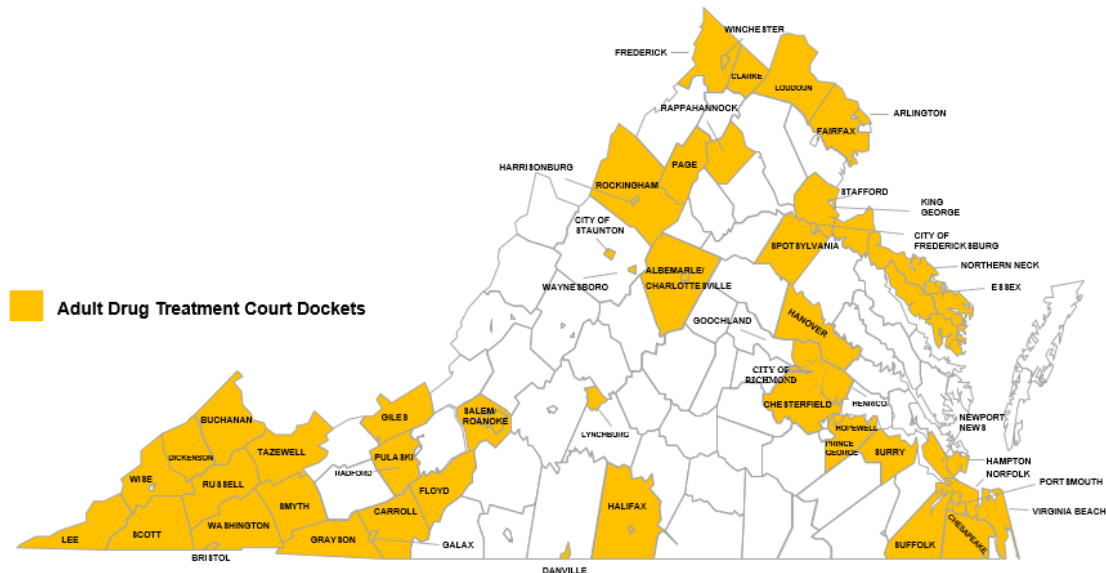 WINCHESTER
FREDERICK
CLARKE
LOUDOUN
RAPPAHANNOCK
ARLINGTON
FAIRFAX
HARRISONBURG
PAGE
ROCKINGHAM
STAFFORD
KING
GEORGE
CITY OF
STAUNTON
CITY OF
FREDERICKSBURG
SPOTSYLVANIA
NORTHERN NECK
ALBEMARLE/
CHARLOTTESVILLE
WAYNESBORO
ESSEX
Adult Drug Treatment Court Dockets
GOOCHLAND
HANOVER
CITY OF
RICHMOND
CHESTERFIELD
HENRICO
BUCHANAN
GILES
SALEM/
ROANOKE
LYNCHBURG
NEWPORT
NEWS
HOPEWELL
TAZEWELL
DICKENSON
PULASKI
PRINCE
GEORGE
SURRY
HAMPTON
NORFOLK
RADFORD
WISE
RUSSELL
FLOYD
PORTSMOUTH
SMYTH
CARROLL
HALIFAX
VIRGINIA BEACH
WASHINGTON
SCOTT
LEE
GRAYSON
GALAX
SUFFOLK
CHESAPEAKE
BRISTOL
DANVILLE